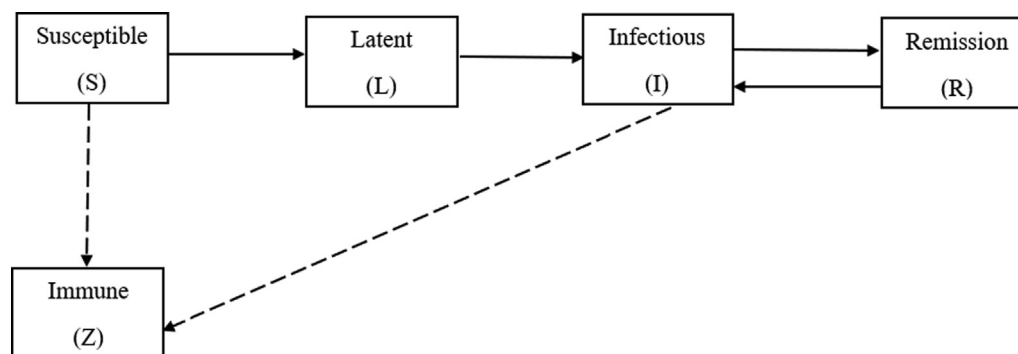 Susceptible
(S)
Latent
(L)
Infectious
(I)
Remission
(R)
Immune
(Z)